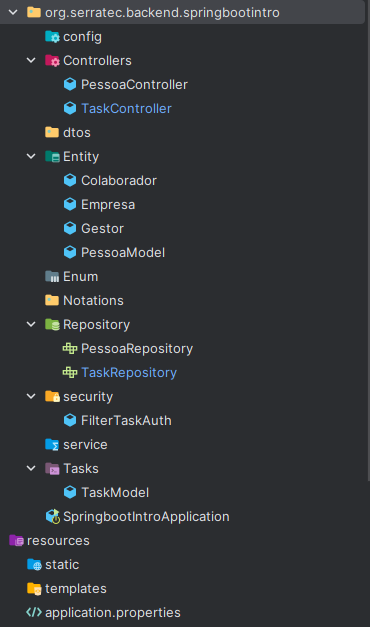 org.serratec.backend.springbootintro
config
Controllers
PessoaController
TaskController
dtos
Entity
Colaborador
Empresa
Gestor
PessoaModel
Enum
Notations
Repository
PessoaRepository
TaskRepository
security
FilterTaskAuth
service
Tasks
TaskModel
SpringbootIntroApplication
resources
static
templates
application.properties